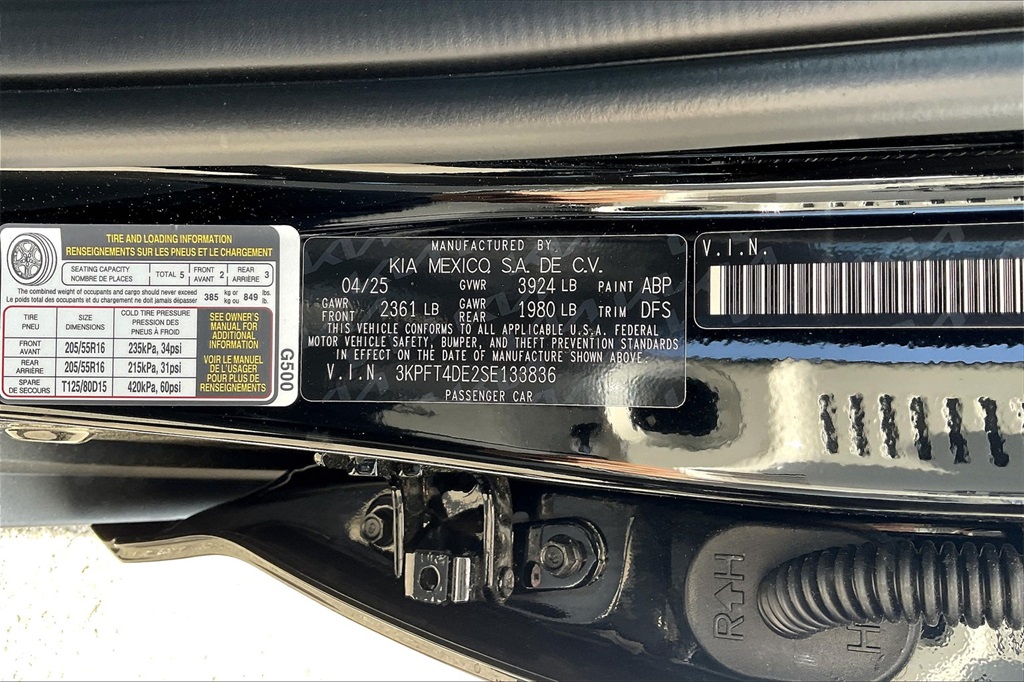 TIRE AND LOADING INFORMATION
RENSEIGNEMENTS SUR LES PNEUS ET LE CHARGEMENT
SEATING CAPACITY
NOMBRE DE PLACES
TOTAL 5
FRONT
AVANT 2
REAR
ARRIÈRE 3
The combined weight of occupants and cargo should never exceed
Le poids total des occupants et du chargement ne doit jamais dépasser
385 kg or kg ou 849 lbs. lb.
TIRE
PNEU
SIZE
DIMENSIONS
COLD TIRE PRESSURE
PRESSION DES
PNEUS À FROID
FRONT
AVANT
205/55R16
235kPa, 34psi
REAR
ARRIÈRE
205/55R16
215kPa, 31psi
SPARE
DE SECOURS
T125/80D15
420kPa, 60psi
SEE OWNER'S
MANUAL FOR
ADDITIONAL
INFORMATION
VOIR LE MANUEL
DE L'USAGER
POUR PLUS DE
RENSEIGNEMENTS
G500
MANUFACTURED BY
KIA MEXICO, S.A. DE C.V.
04/25 GVWR 3924 LB PAINT ABP
GAWR FRONT 2361 LB GAWR REAR 1980 LB TRIM DFS
THIS VEHICLE CONFORMS TO ALL APPLICABLE U.S.A. FEDERAL
MOTOR VEHICLE SAFETY, BUMPER, AND THEFT PREVENTION STANDARDS
IN EFFECT ON THE DATE OF MANUFACTURE SHOWN ABOVE.
V.I.N. 3KPFT4DE2SE133836
PASSENGER CAR
V.I.N.
R H